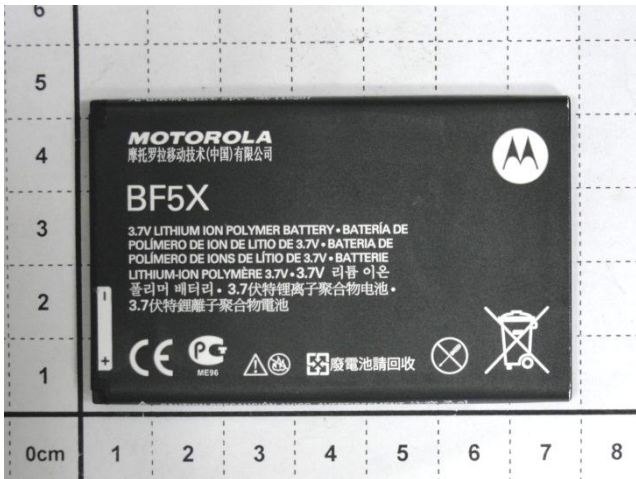 6
5
4
3
2
1
MOTOROLA
摩托罗拉移动技术(中国)有限公司
BF5X
3.7V LITHIUM ION POLYMER BATTERY • BATERÍA DE
POLÍMERO DE ION DE LITIO DE 3.7V • BATERIA DE
POLÍMERO DE IONS DE LÍTIO DE 3.7V • BATTERIE
LITHIUM-ION POLYMÈRE 3.7V • 3.7V 리튬 이온
폴리머 배터리 • 3.7伏特锂离子聚合物电池 •
3.7伏特鋰離子聚合物電池
ME96
廢電池請回收
0cm 1 2 3 4 5 6 7 8